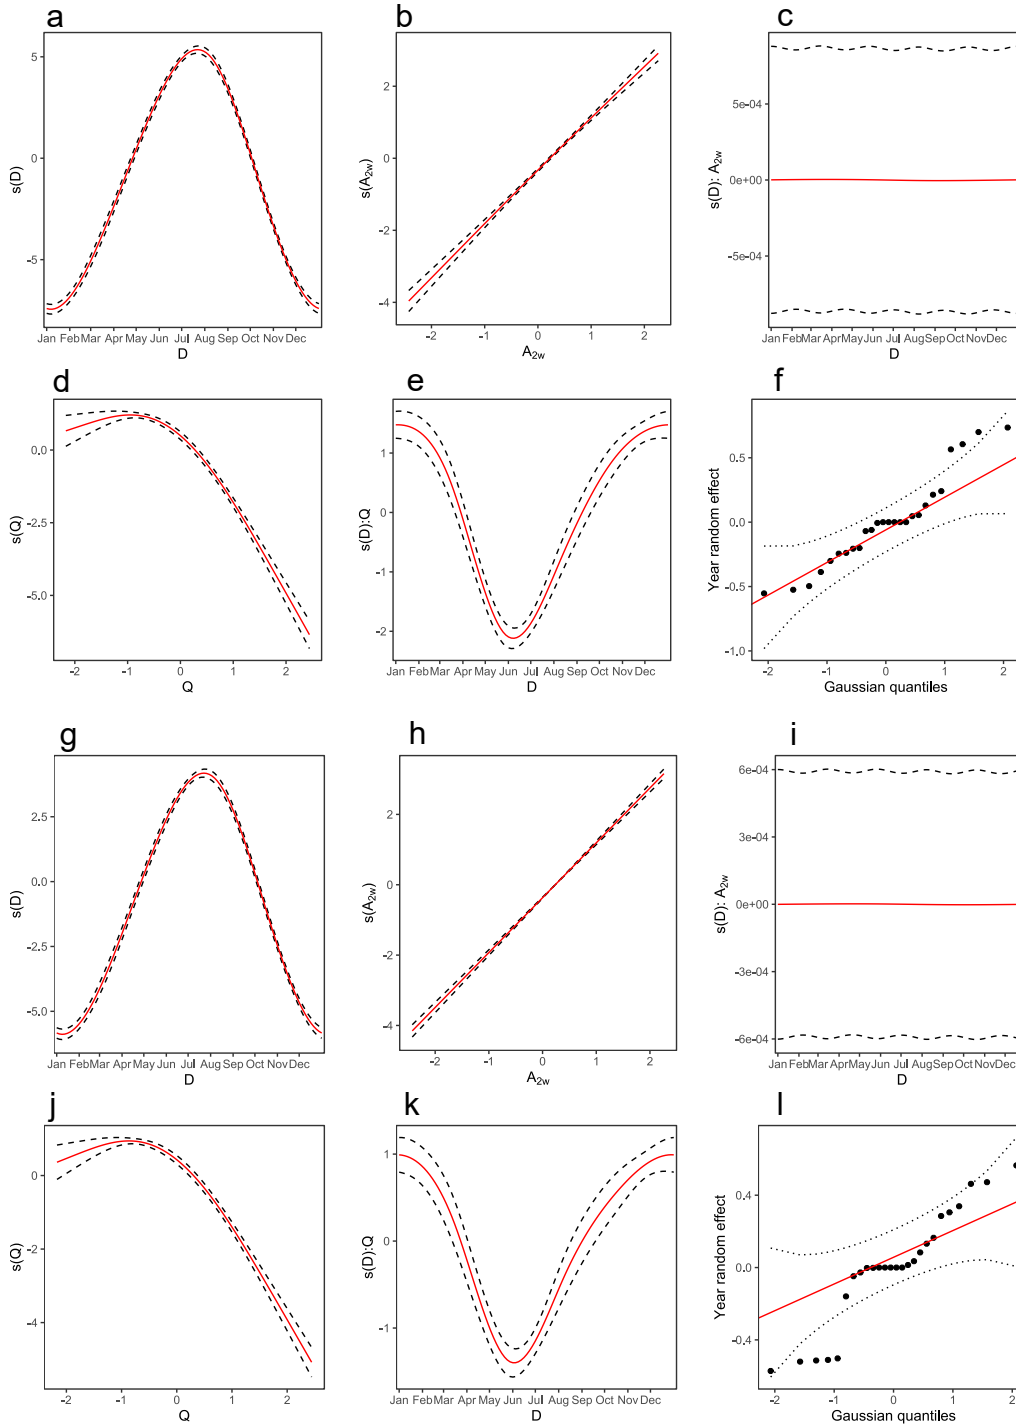 a
b
c
5
0
-5
s(D)
Jan Feb Mar Apr May Jun Jul Aug Sep Oct Nov Dec
D
2
0
-2
-4
s(A2w)
-2 -1 0 1 2
A2w
5e-04
0e+00
-5e-04
s(D): A2w
Jan Feb Mar Apr May Jun Jul Aug Sep Oct Nov Dec
D
d
e
f
0.0
-2.5
-5.0
s(Q)
-2 -1 0 1 2
Q
1
0
-1
-2
s(D):Q
Jan Feb Mar Apr May Jun Jul Aug Sep Oct Nov Dec
D
0.5
0.0
-0.5
-1.0
Year random effect
-2 -1 0 1 2
Gaussian quantiles
g
h
i
2.5
0.0
-2.5
-5.0
s(D)
Jan Feb Mar Apr May Jun Jul Aug Sep Oct Nov Dec
D
2
0
-2
-4
s(A2w)
-2 -1 0 1 2
A2w
6e-04
3e-04
0e+00
-3e-04
-6e-04
s(D): A2w
Jan Feb Mar Apr May Jun Jul Aug Sep Oct Nov Dec
D
j
k
l
0
-2
-4
s(Q)
-2 -1 0 1 2
Q
1
0
-1
s(D):Q
Jan Feb Mar Apr May Jun Jul Aug Sep Oct Nov Dec
D
0.4
0.0
-0.4
Year random effect
-2 -1 0 1 2
Gaussian quantiles